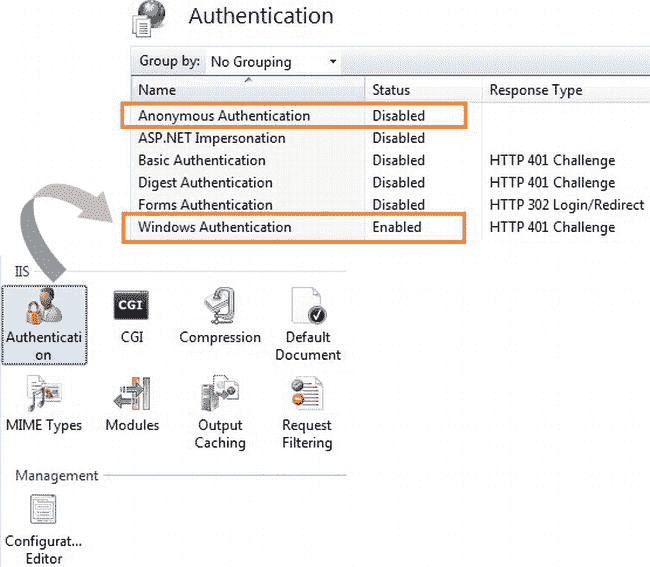 Authentication
Group by: No Grouping
Name Status Response Type
Anonymous Authentication Disabled
ASP.NET Impersonation Disabled
Basic Authentication Disabled HTTP 401 Challenge
Digest Authentication Disabled HTTP 401 Challenge
Forms Authentication Disabled HTTP 302 Login/Redirect
Windows Authentication Enabled HTTP 401 Challenge
IIS
CGI
Authenticati
on
CGI
Compression
Default
Document
MIME Types
Modules
Output
Caching
Request
Filtering
Management
Configurat...
Editor